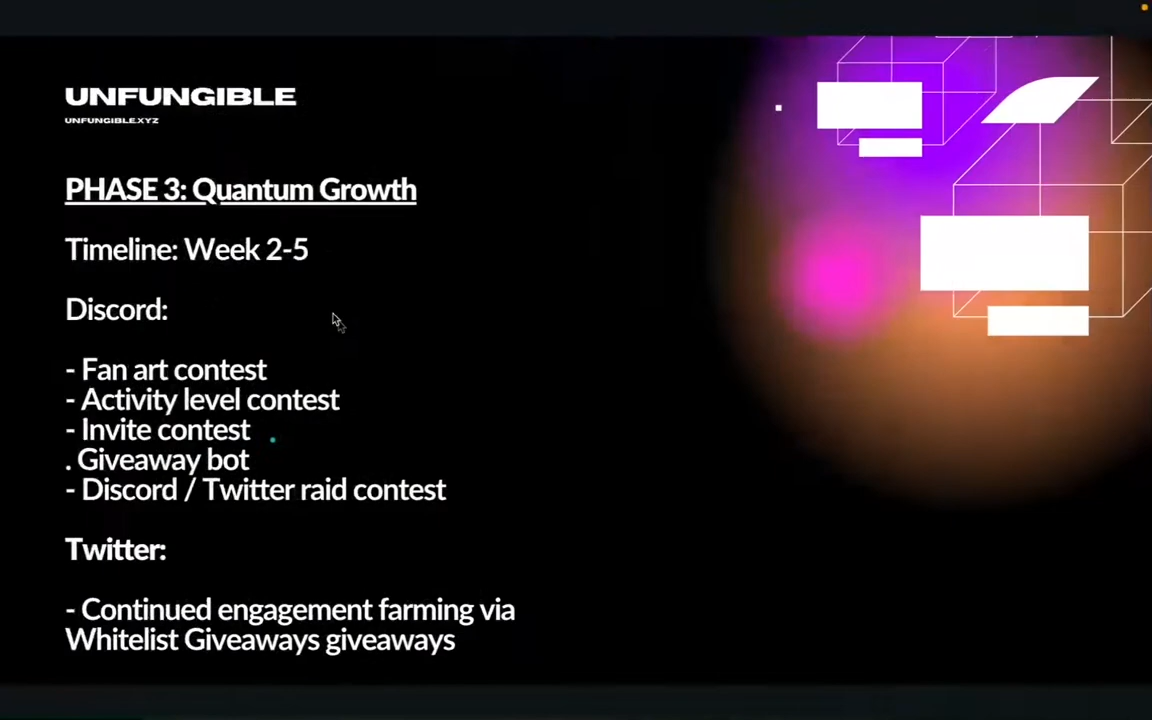 UNFUNGIBLE
UNFUNGIBLE.XYZ
PHASE 3: Quantum Growth
Timeline: Week 2-5
Discord:
- Fan art contest
- Activity level contest
- Invite contest
. Giveaway bot
- Discord / Twitter raid contest
Twitter:
- Continued engagement farming via
Whitelist Giveaways giveaways